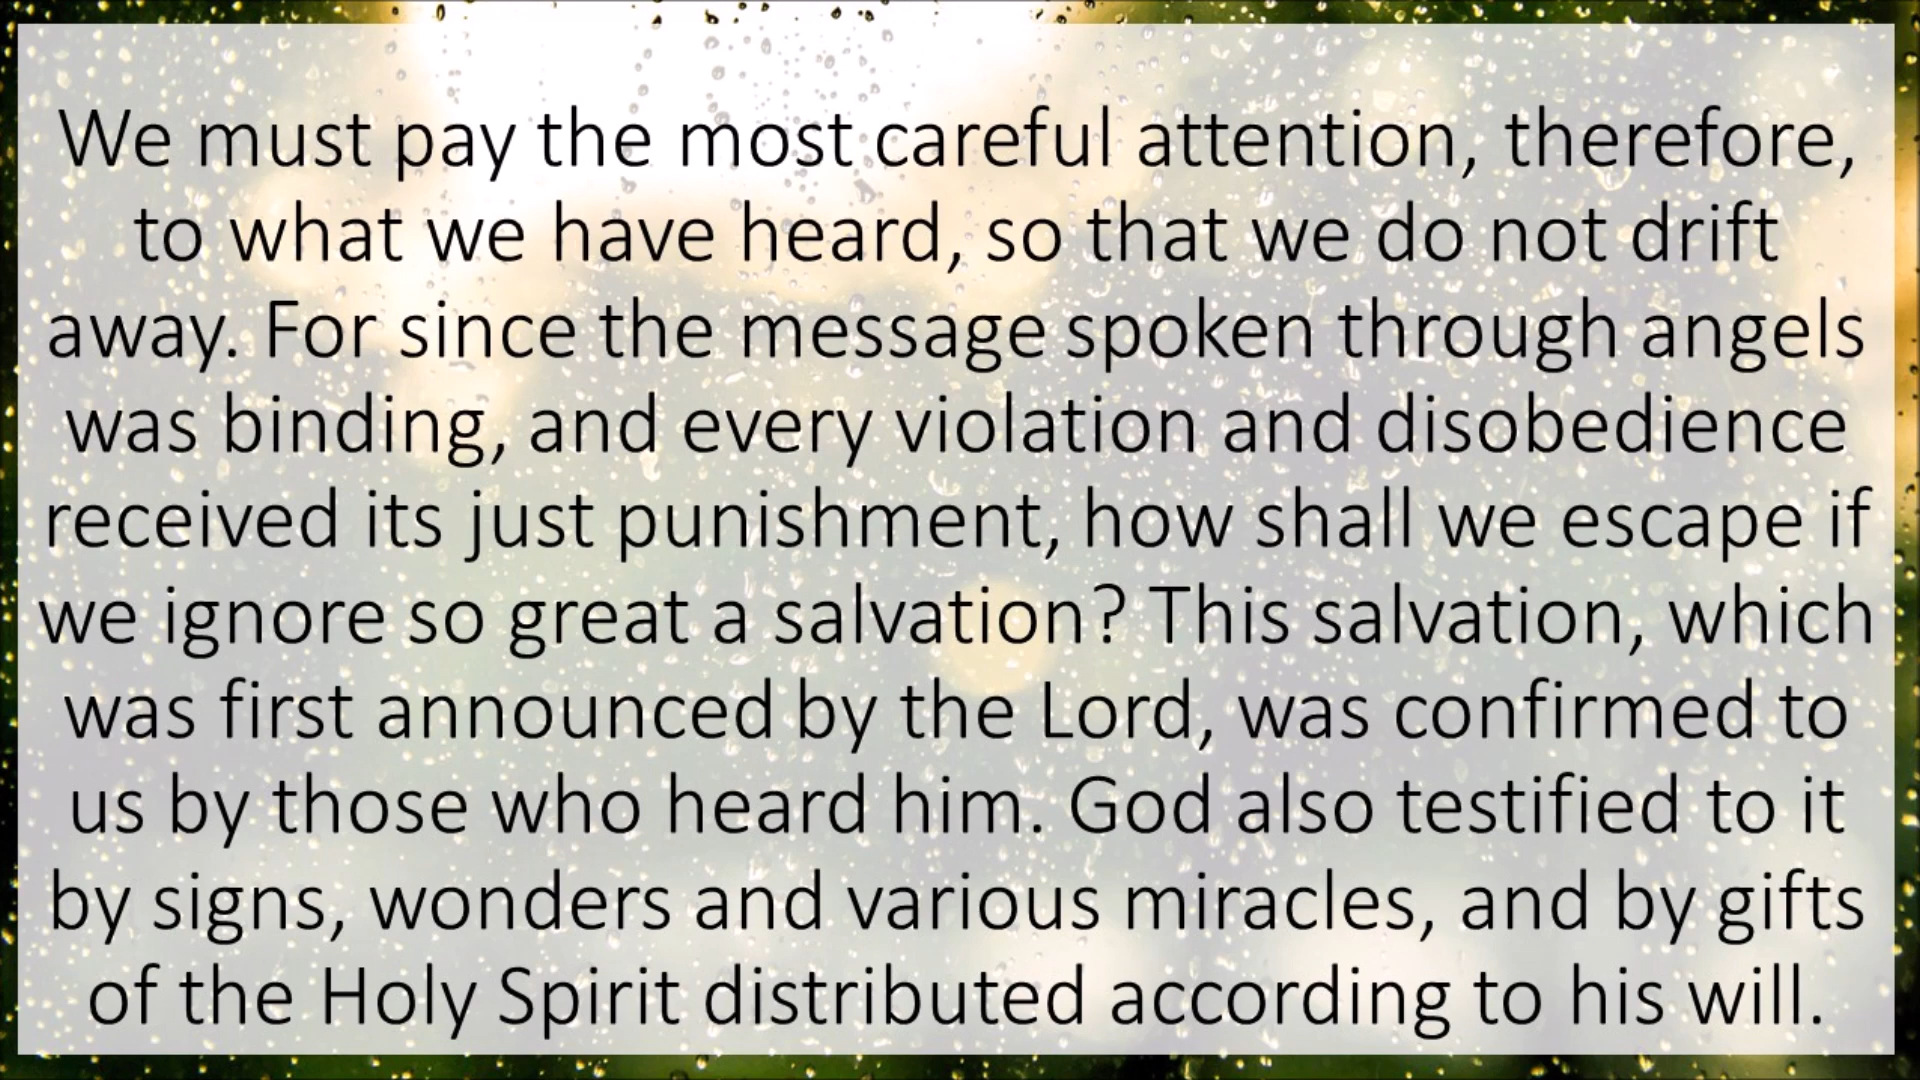 We must pay the most careful attention, therefore,
to what we have heard, so that we do not drift
away. For since the message spoken through angels
was binding, and every violation and disobedience
received its just punishment, how shall we escape if
we ignore so great a salvation? This salvation, which
was first announced by the Lord, was confirmed to
us by those who heard him. God also testified to it
by signs, wonders and various miracles, and by gifts
of the Holy Spirit distributed according to his will.